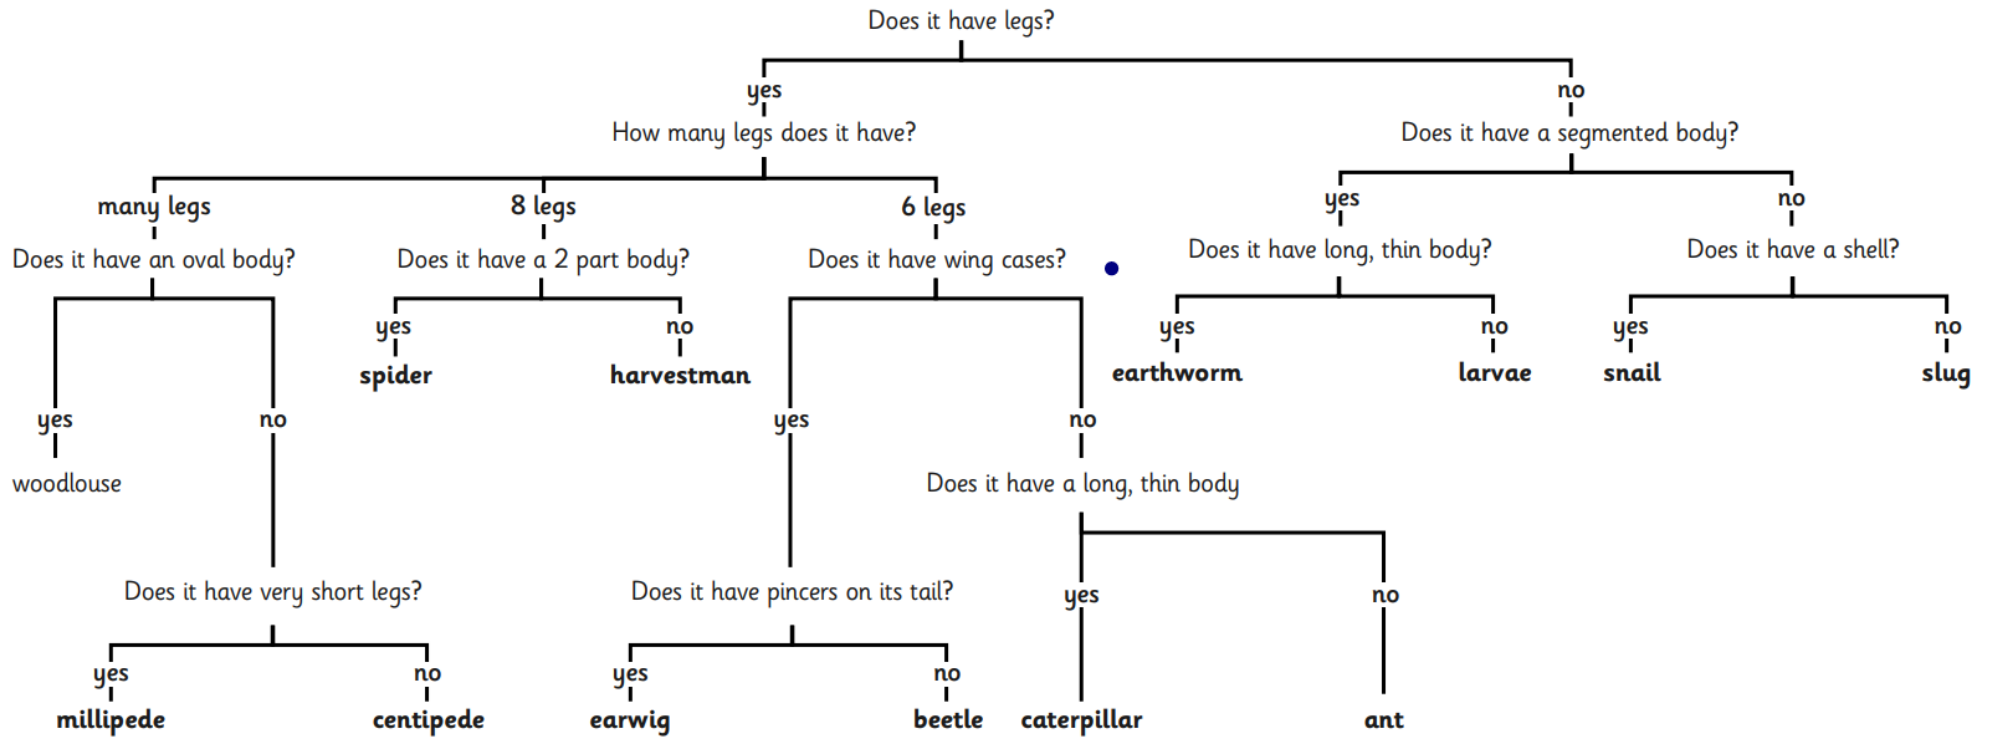 Does it have legs?
yes
no
How many legs does it have?
Does it have a segmented body?
many legs
8 legs
6 legs
yes
no
Does it have an oval body?
Does it have a 2 part body?
Does it have wing cases?
Does it have long, thin body?
Does it have a shell?
yes
no
yes
no
yes
no
spider
harvestman
earthworm
larvae
snail
slug
yes
no
yes
no
woodlouse
Does it have a long, thin body
Does it have very short legs?
Does it have pincers on its tail?
yes
no
yes
no
yes
no
millipede
centipede
earwig
beetle
caterpillar
ant